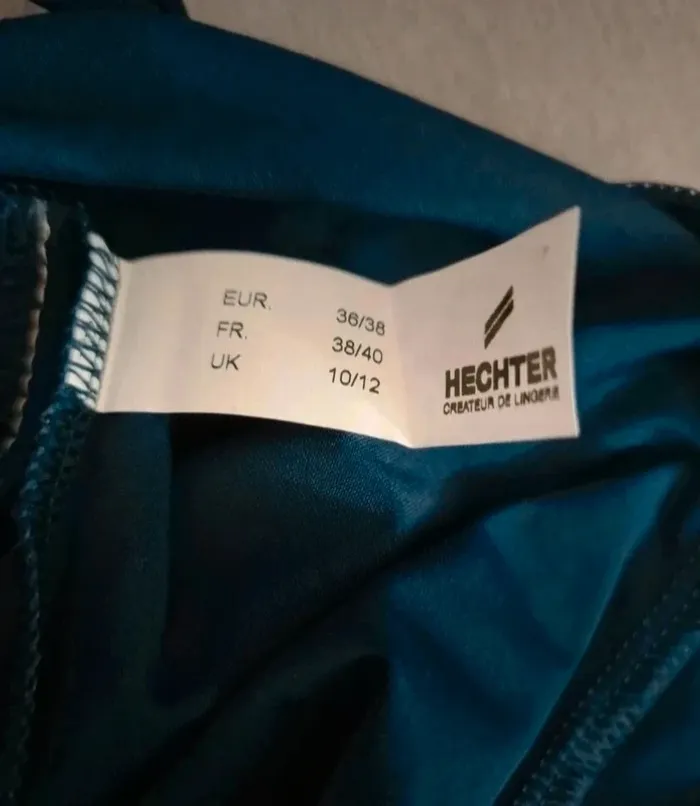 EUR. 36/38
FR. 38/40
UK 10/12
HECHTER
CREATEUR DE LINGERIE